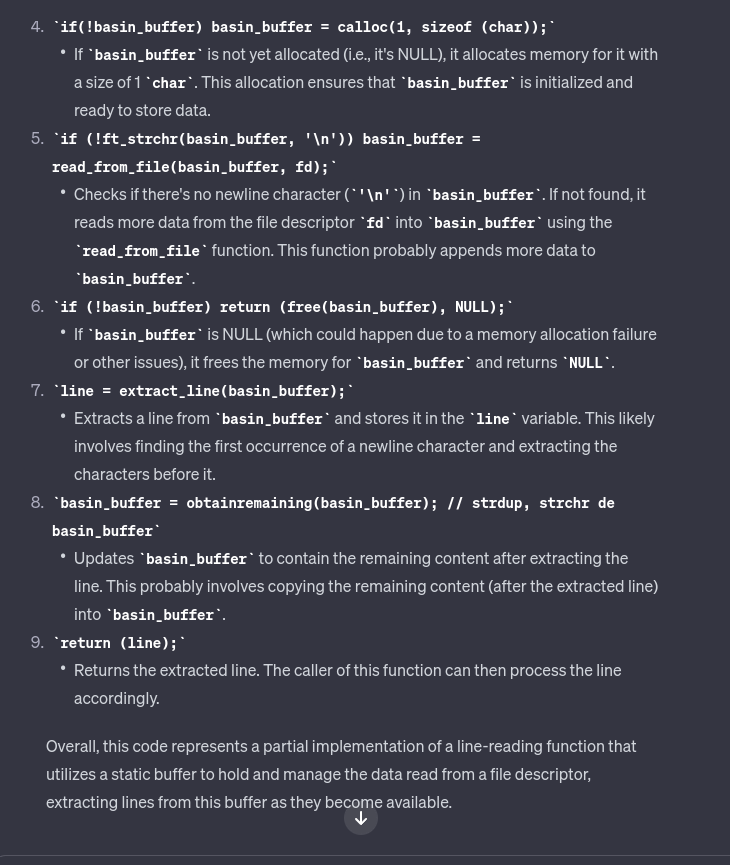 4. `if(!basin_buffer) basin_buffer = calloc(1, sizeof (char));`
• If `basin_buffer` is not yet allocated (i.e., it's NULL), it allocates memory for it with
a size of 1 `char`. This allocation ensures that `basin_buffer` is initialized and
ready to store data.
5. `if (!ft_strchr(basin_buffer, '\n')) basin_buffer =
read_from_file(basin_buffer, fd);`
• Checks if there's no newline character (`'\n'`) in `basin_buffer`. If not found, it
reads more data from the file descriptor `fd` into `basin_buffer` using the
`read_from_file` function. This function probably appends more data to
`basin_buffer`.
6. `if (!basin_buffer) return (free(basin_buffer), NULL);`
• If `basin_buffer` is NULL (which could happen due to a memory allocation failure
or other issues), it frees the memory for `basin_buffer` and returns `NULL`.
7. `line = extract_line(basin_buffer);`
• Extracts a line from `basin_buffer` and stores it in the `line` variable. This likely
involves finding the first occurrence of a newline character and extracting the
characters before it.
8. `basin_buffer = obtainremaining(basin_buffer); // strdup, strchr de
basin_buffer`
• Updates `basin_buffer` to contain the remaining content after extracting the
line. This probably involves copying the remaining content (after the extracted line)
into `basin_buffer`.
9. `return (line);`
• Returns the extracted line. The caller of this function can then process the line
accordingly.
Overall, this code represents a partial implementation of a line-reading function that
utilizes a static buffer to hold and manage the data read from a file descriptor,
extracting lines from this buffer as they become available.